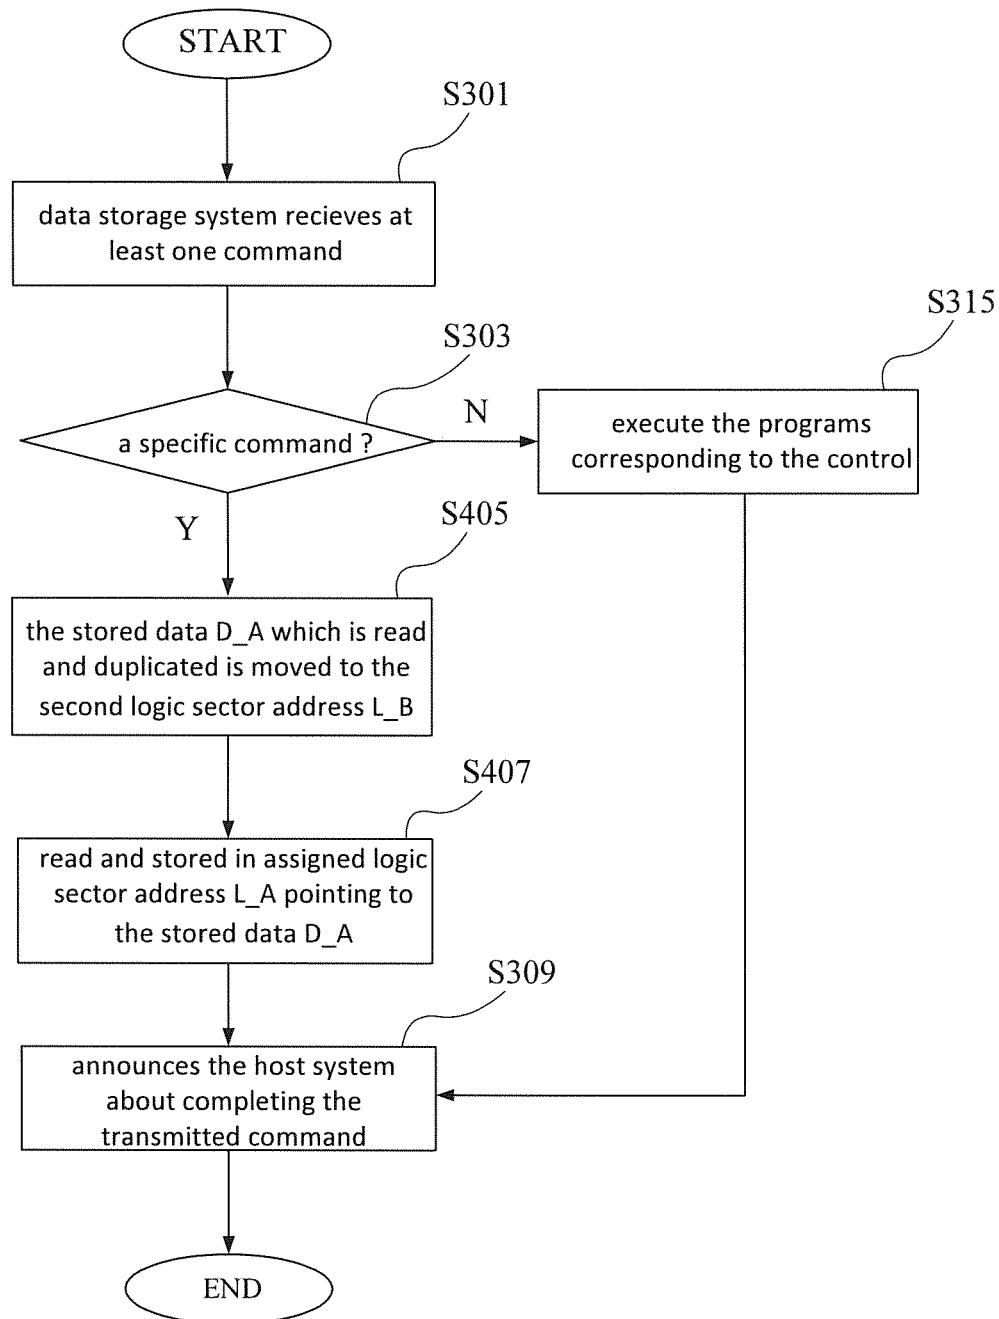 START
S301
data storage system recieves at
least one command
S315
S303
a specific command ?
N
execute the programs
corresponding to the control
Y
S405
the stored data D_A which is read
and duplicated is moved to the
second logic sector address L_B
S407
read and stored in assigned logic
sector address L_A pointing to
the stored data D_A
S309
announces the host system
about completing the
transmitted command
END